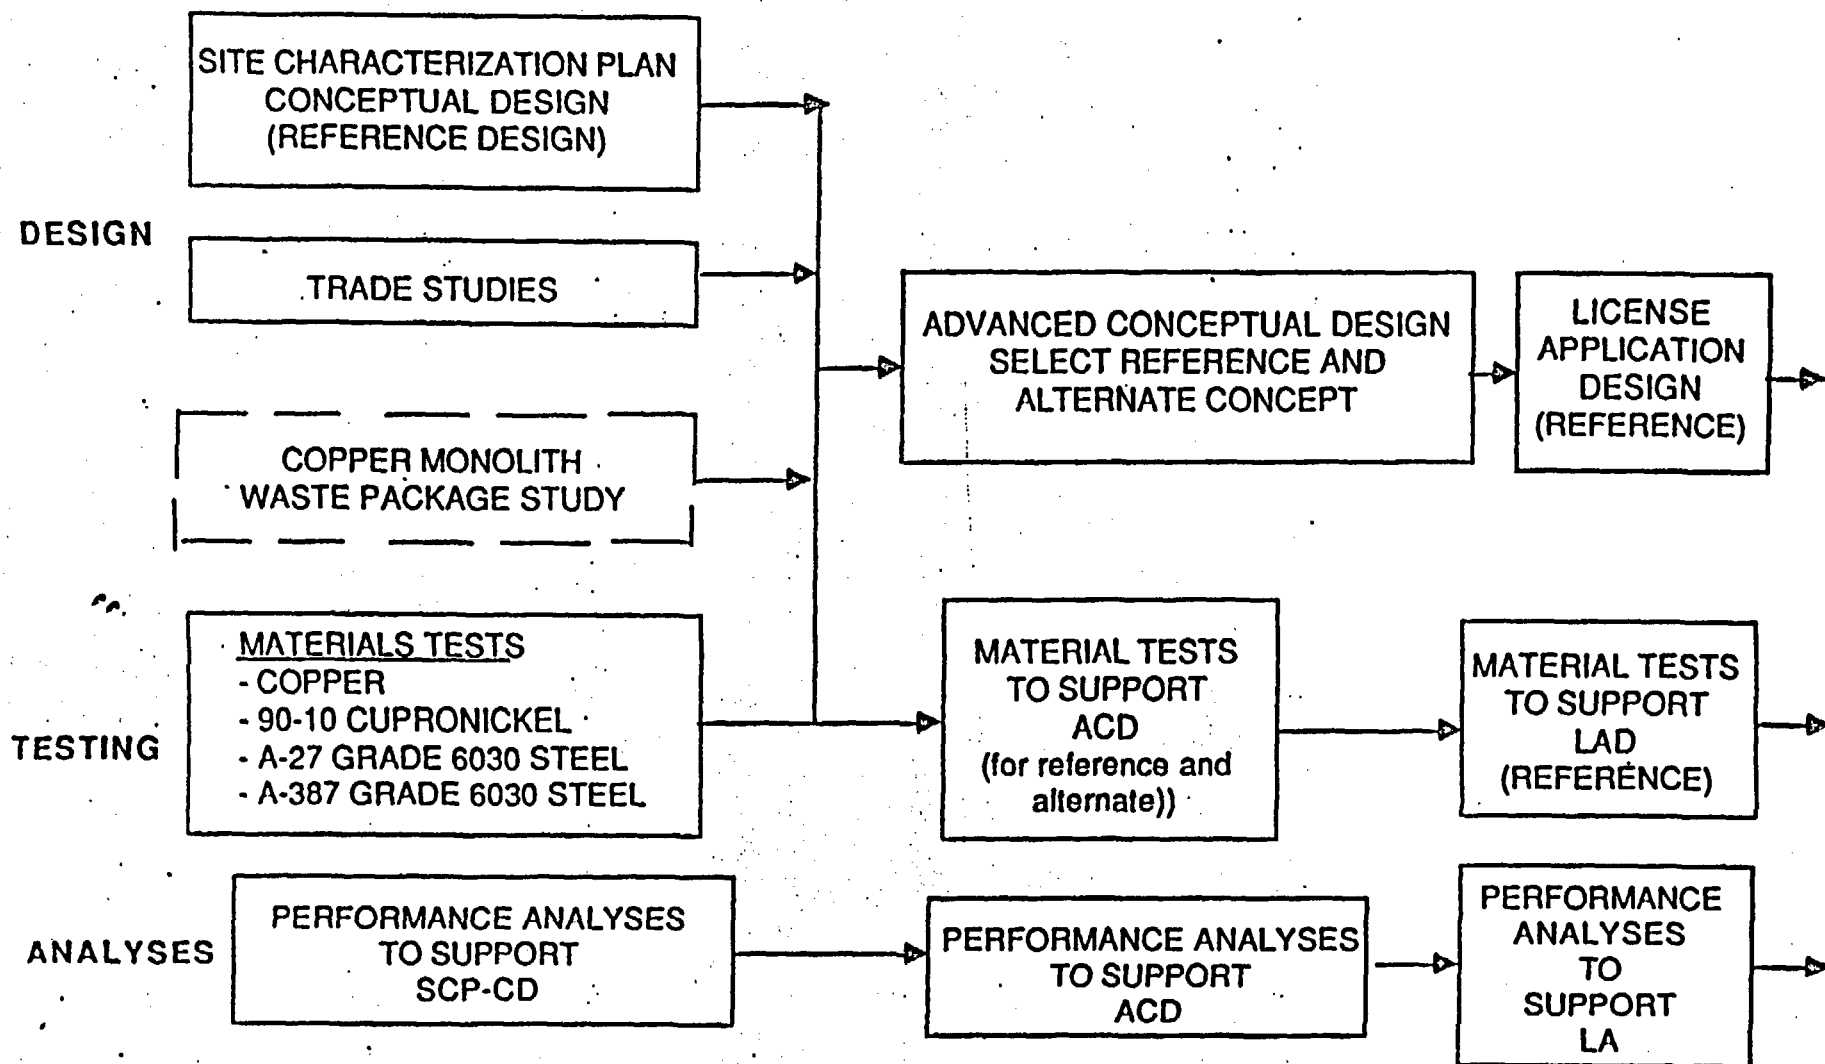 SITE CHARACTERIZATION PLAN
CONCEPTUAL DESIGN
(REFERENCE DESIGN)
DESIGN
TRADE STUDIES
COPPER MONOLITH
WASTE PACKAGE STUDY
ADVANCED CONCEPTUAL DESIGN
SELECT REFERENCE AND
ALTERNATE CONCEPT
LICENSE
APPLICATION
DESIGN
(REFERENCE)
TESTING
MATERIALS TESTS
- COPPER
- 90-10 CUPRONICKEL
- A-27 GRADE 6030 STEEL
- A-387 GRADE 6030 STEEL
MATERIAL TESTS
TO SUPPORT
ACD
(for reference and
alternate))
MATERIAL TESTS
TO SUPPORT
LAD
(REFERENCE)
ANALYSES
PERFORMANCE ANALYSES
TO SUPPORT
SCP-CD
PERFORMANCE ANALYSES
TO SUPPORT
ACD
PERFORMANCE
ANALYSES
TO
SUPPORT
LA